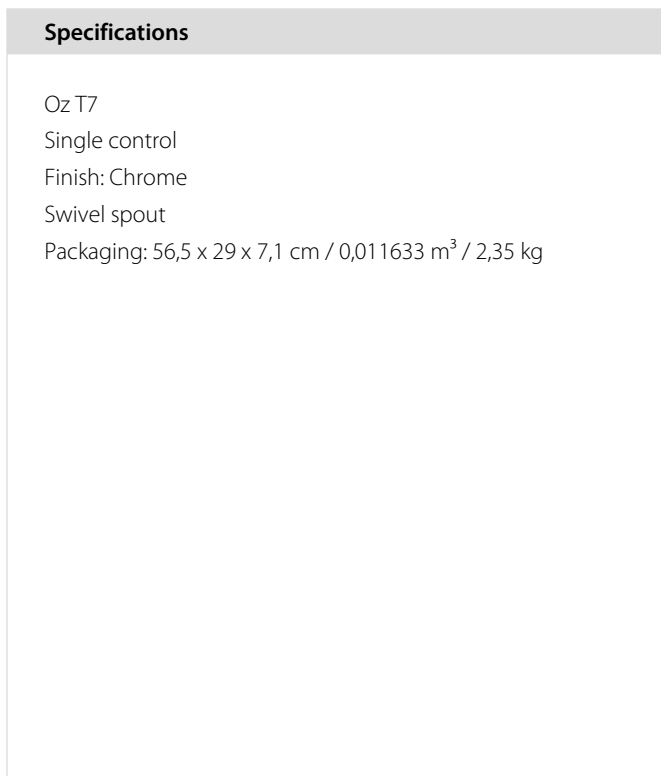 Specifications
Oz T7
Single control
Finish: Chrome
Swivel spout
Packaging: 56,5 x 29 x 7,1 cm / 0,011633 m³ / 2,35 kg